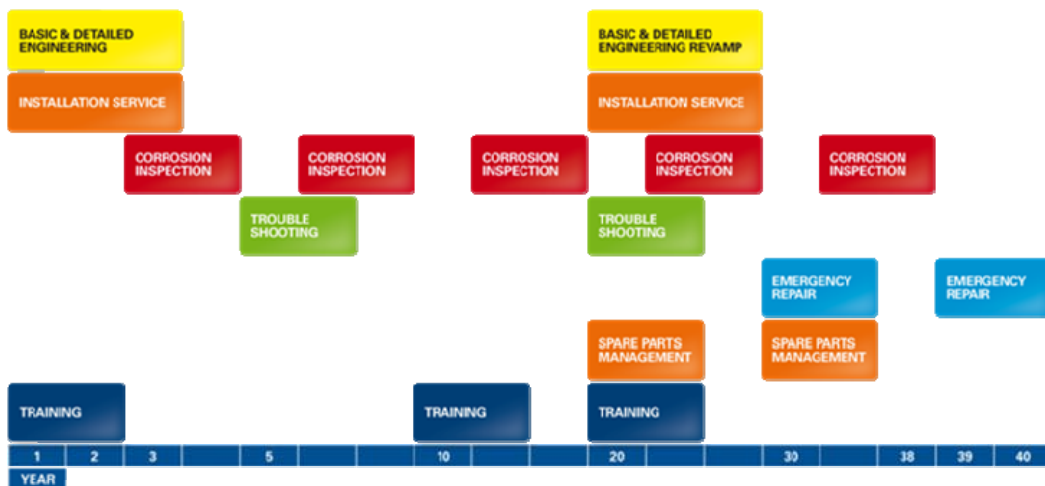 BASIC & DETAILED
ENGINEERING
BASIC & DETAILED
ENGINEERING REVAMP
INSTALLATION SERVICE
INSTALLATION SERVICE
CORROSION
INSPECTION
CORROSION
INSPECTION
CORROSION
INSPECTION
CORROSION
INSPECTION
CORROSION
INSPECTION
TROUBLE
SHOOTING
TROUBLE
SHOOTING
EMERGENCY
REPAIR
EMERGENCY
REPAIR
SPARE PARTS
MANAGEMENT
SPARE PARTS
MANAGEMENT
TRAINING
TRAINING
TRAINING
1 2 3 5 10 20 30 38 39 40
YEAR